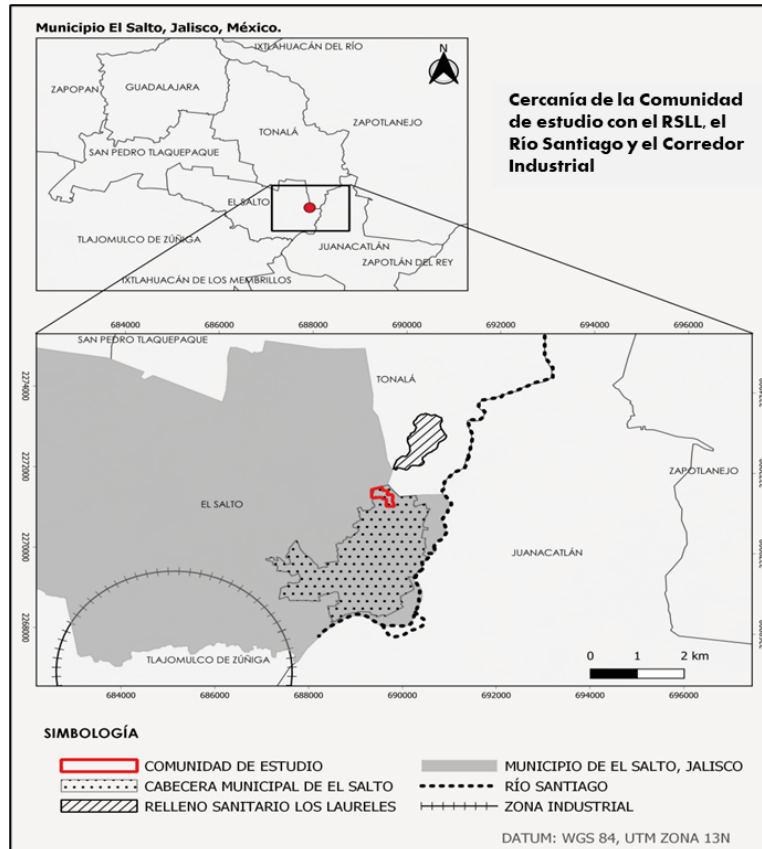 Municipio El Salto, Jalisco, México.
IXTLAHUACÁN DEL RÍO
N
ZAPOPAN
GUADALAJARA
ZAPOTLANEJO
TONALÁ
SAN PEDRO TLAQUEPAQUE
EL SALTO
TLAJOMULCO DE ZÚÑIGA
JUANACATLÁN
ZAPOTLÁN DEL REY
IXTLAHUACÁN DE LOS MEMBRILLOS
Cercanía de la Comunidad
de estudio con el RSLL, el
Río Santiago y el Corredor
Industrial
684000 686000 688000 690000 692000 694000 696000
SAN PEDRO TLAQUEPAQUE
TONALÁ
2274000
2272000
ZAPOTLANEJO
EL SALTO
2270000
JUANACATLÁN
2268000
TLAJOMULCO DE ZÚÑIGA
0 1 2 km
684000 686000 688000 690000 692000 694000 696000
SIMBOLOGÍA
COMUNIDAD DE ESTUDIO
CABECERA MUNICIPAL DE EL SALTO
RELLENO SANITARIO LOS LAURELES
MUNICIPIO DE EL SALTO, JALISCO
RÍO SANTIAGO
ZONA INDUSTRIAL
DATUM: WGS 84, UTM ZONA 13N